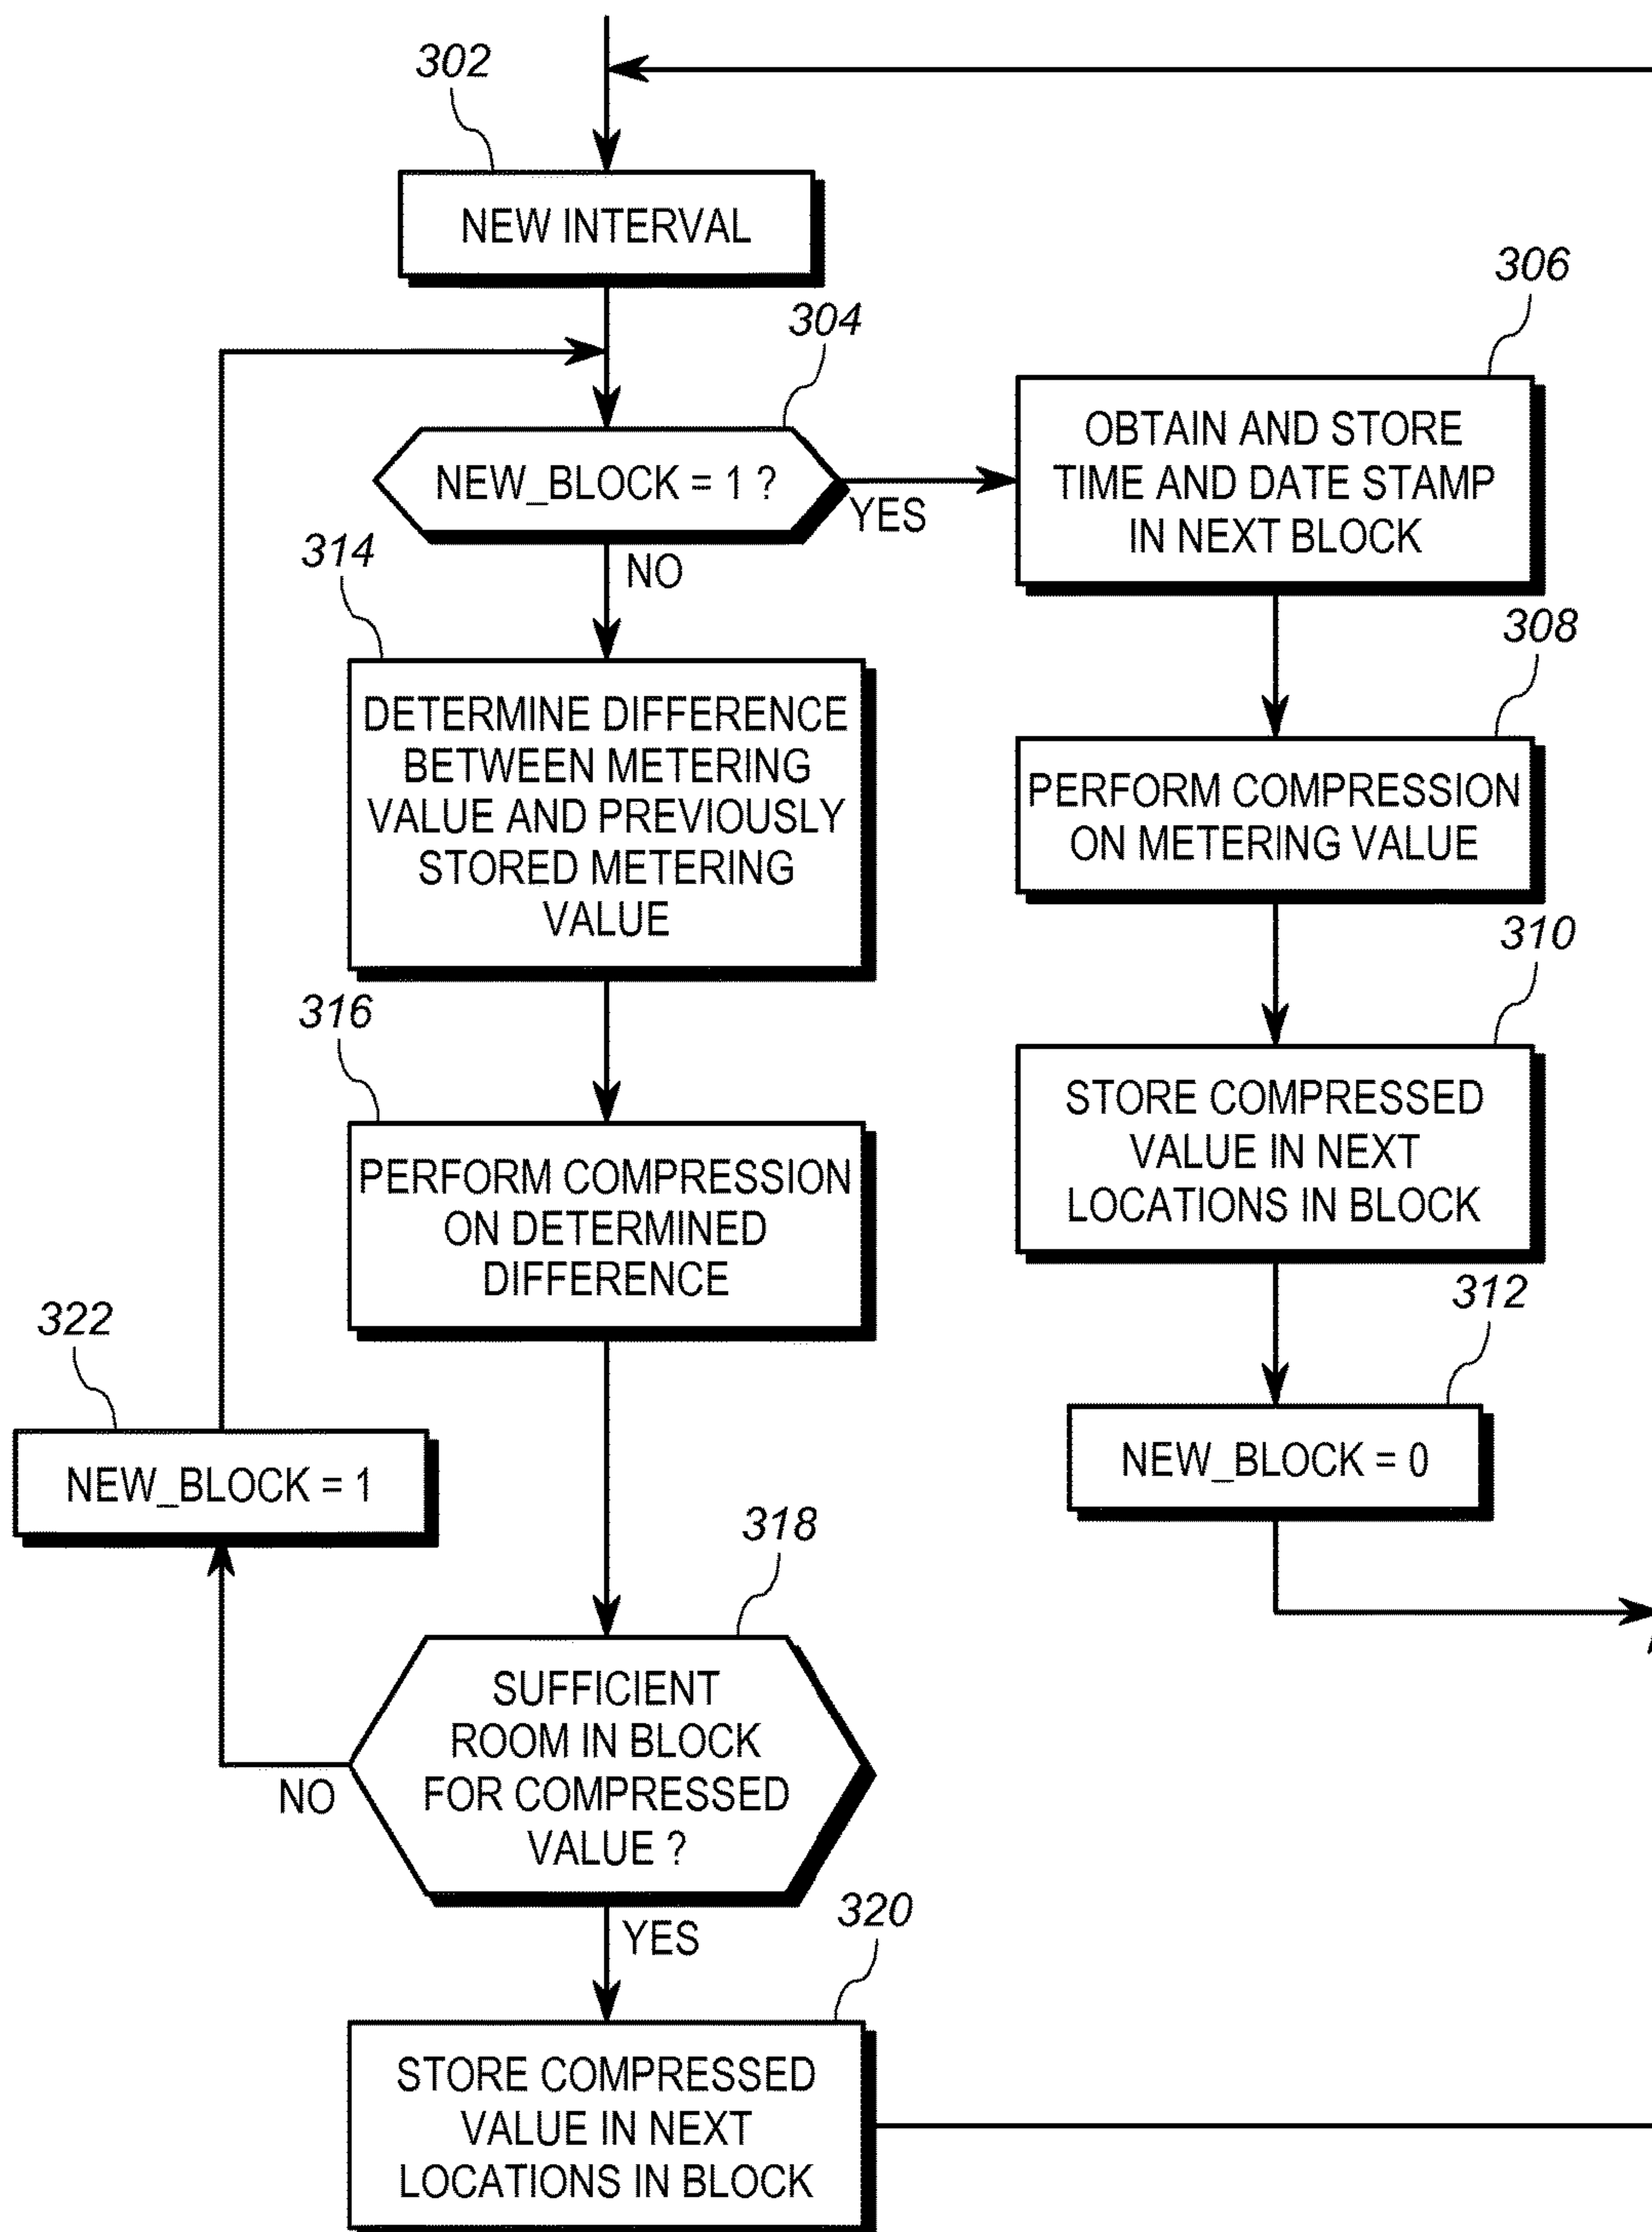 302
NEW INTERVAL
304
NEW_BLOCK = 1 ?
YES
NO
306
OBTAIN AND STORE
TIME AND DATE STAMP
IN NEXT BLOCK
308
PERFORM COMPRESSION
ON METERING VALUE
310
STORE COMPRESSED
VALUE IN NEXT
LOCATIONS IN BLOCK
312
NEW_BLOCK = 0
314
DETERMINE DIFFERENCE
BETWEEN METERING
VALUE AND PREVIOUSLY
STORED METERING
VALUE
316
PERFORM COMPRESSION
ON DETERMINED
DIFFERENCE
322
NEW_BLOCK = 1
318
SUFFICIENT
ROOM IN BLOCK
FOR COMPRESSED
VALUE ?
NO
YES
320
STORE COMPRESSED
VALUE IN NEXT
LOCATIONS IN BLOCK